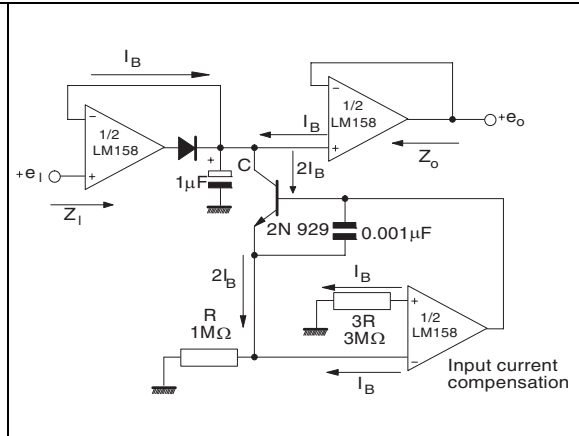 I_B
−
1/2
LM158
+
+e_I
Z_I
+
1µF
C
I_B
2I_B
−
1/2
LM158
+
+e_o
Z_o
2N 929
0.001µF
2I_B
R
1MΩ
I_B
3R
3MΩ
+
1/2
LM158
−
I_B
Input current
compensation